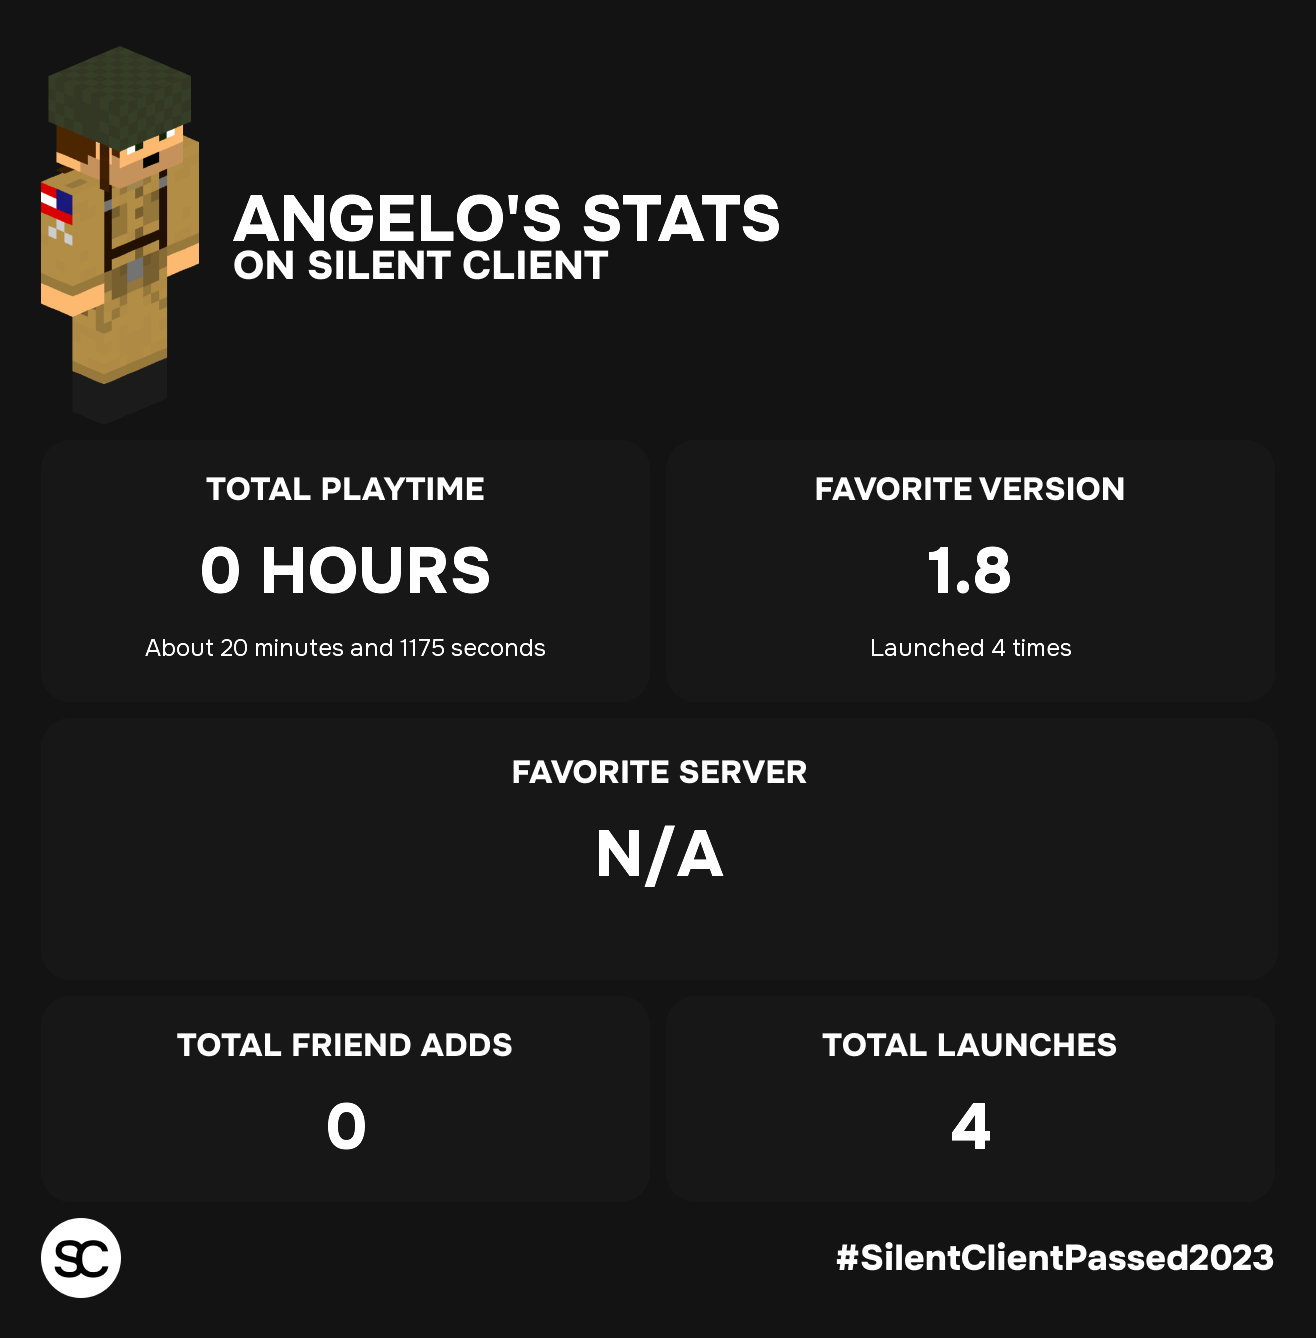 ANGELO'S STATS
ON SILENT CLIENT
TOTAL PLAYTIME
0 HOURS
About 20 minutes and 1175 seconds
FAVORITE VERSION
1.8
Launched 4 times
FAVORITE SERVER
N/A
TOTAL FRIEND ADDS
0
TOTAL LAUNCHES
4
SC
#SilentClientPassed2023